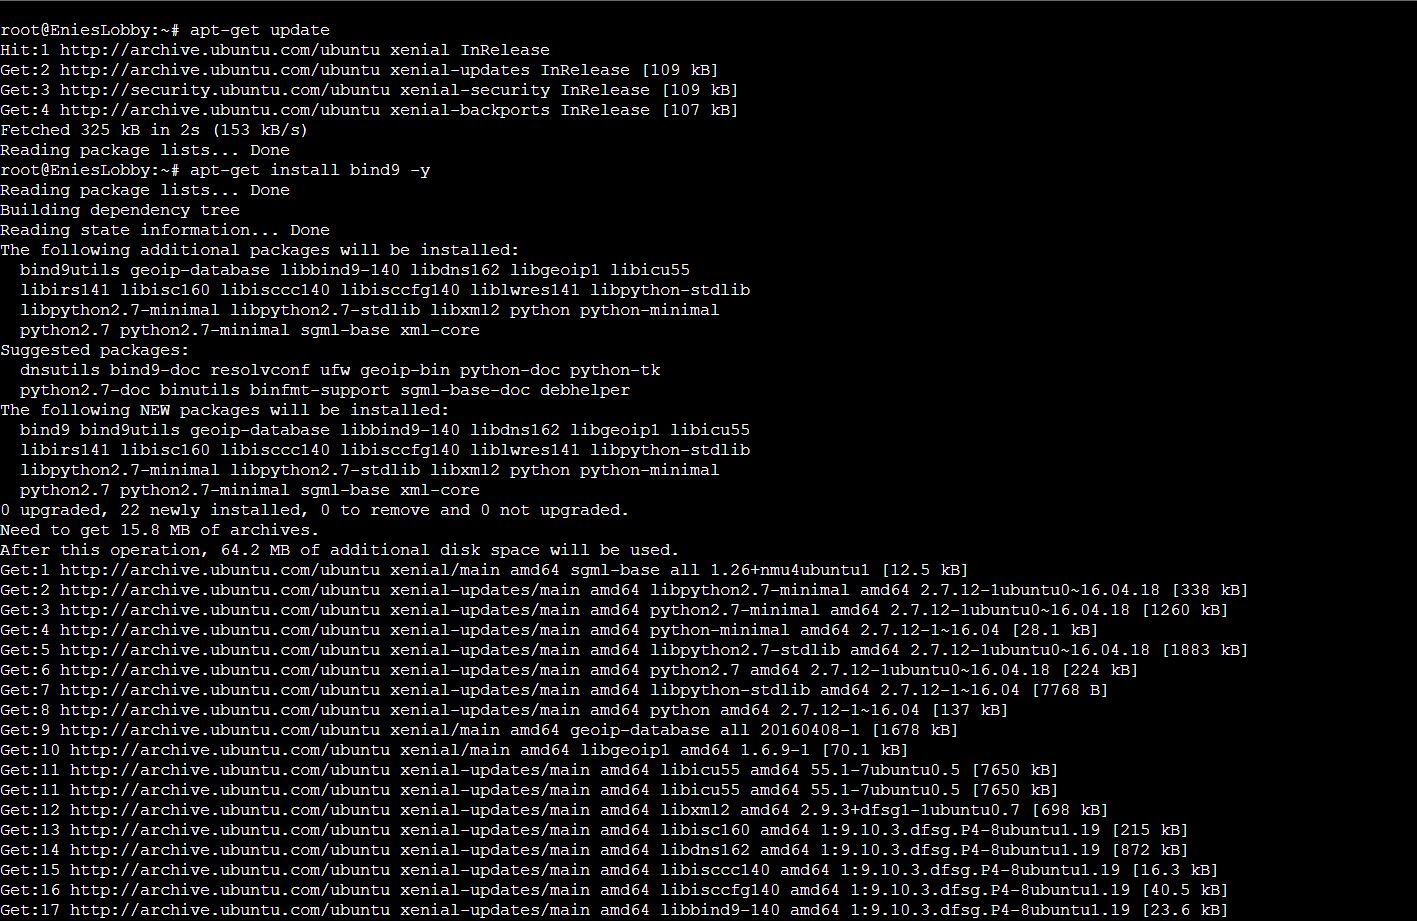 root@EniesLobby:~# apt-get update
Hit:1 http://archive.ubuntu.com/ubuntu xenial InRelease
Get:2 http://archive.ubuntu.com/ubuntu xenial-updates InRelease [109 kB]
Get:3 http://security.ubuntu.com/ubuntu xenial-security InRelease [109 kB]
Get:4 http://archive.ubuntu.com/ubuntu xenial-backports InRelease [107 kB]
Fetched 325 kB in 2s (153 kB/s)
Reading package lists... Done
root@EniesLobby:~# apt-get install bind9 -y
Reading package lists... Done
Building dependency tree
Reading state information... Done
The following additional packages will be installed:
  bind9utils geoip-database libbind9-140 libdns162 libgeoip1 libicu55
  libirs141 libisc160 libisccc140 libisccfg140 liblwres141 libpython-stdlib
  libpython2.7-minimal libpython2.7-stdlib libxml2 python python-minimal
  python2.7 python2.7-minimal sgml-base xml-core
Suggested packages:
  dnsutils bind9-doc resolvconf ufw geoip-bin python-doc python-tk
  python2.7-doc binutils binfmt-support sgml-base-doc debhelper
The following NEW packages will be installed:
  bind9 bind9utils geoip-database libbind9-140 libdns162 libgeoip1 libicu55
  libirs141 libisc160 libisccc140 libisccfg140 liblwres141 libpython-stdlib
  libpython2.7-minimal libpython2.7-stdlib libxml2 python python-minimal
  python2.7 python2.7-minimal sgml-base xml-core
0 upgraded, 22 newly installed, 0 to remove and 0 not upgraded.
Need to get 15.8 MB of archives.
After this operation, 64.2 MB of additional disk space will be used.
Get:1 http://archive.ubuntu.com/ubuntu xenial/main amd64 sgml-base all 1.26+nmu4ubuntu1 [12.5 kB]
Get:2 http://archive.ubuntu.com/ubuntu xenial-updates/main amd64 libpython2.7-minimal amd64 2.7.12-1ubuntu0~16.04.18 [338 kB]
Get:3 http://archive.ubuntu.com/ubuntu xenial-updates/main amd64 python2.7-minimal amd64 2.7.12-1ubuntu0~16.04.18 [1260 kB]
Get:4 http://archive.ubuntu.com/ubuntu xenial-updates/main amd64 python-minimal amd64 2.7.12-1~16.04 [28.1 kB]
Get:5 http://archive.ubuntu.com/ubuntu xenial-updates/main amd64 libpython2.7-stdlib amd64 2.7.12-1ubuntu0~16.04.18 [1883 kB]
Get:6 http://archive.ubuntu.com/ubuntu xenial-updates/main amd64 python2.7 amd64 2.7.12-1ubuntu0~16.04.18 [224 kB]
Get:7 http://archive.ubuntu.com/ubuntu xenial-updates/main amd64 libpython-stdlib amd64 2.7.12-1~16.04 [7768 B]
Get:8 http://archive.ubuntu.com/ubuntu xenial-updates/main amd64 python amd64 2.7.12-1~16.04 [137 kB]
Get:9 http://archive.ubuntu.com/ubuntu xenial/main amd64 geoip-database all 20160408-1 [1678 kB]
Get:10 http://archive.ubuntu.com/ubuntu xenial/main amd64 libgeoip1 amd64 1.6.9-1 [70.1 kB]
Get:11 http://archive.ubuntu.com/ubuntu xenial-updates/main amd64 libicu55 amd64 55.1-7ubuntu0.5 [7650 kB]
Get:11 http://archive.ubuntu.com/ubuntu xenial-updates/main amd64 libicu55 amd64 55.1-7ubuntu0.5 [7650 kB]
Get:12 http://archive.ubuntu.com/ubuntu xenial-updates/main amd64 libxml2 amd64 2.9.3+dfsg1-1ubuntu0.7 [698 kB]
Get:13 http://archive.ubuntu.com/ubuntu xenial-updates/main amd64 libisc160 amd64 1:9.10.3.dfsg.P4-8ubuntu1.19 [215 kB]
Get:14 http://archive.ubuntu.com/ubuntu xenial-updates/main amd64 libdns162 amd64 1:9.10.3.dfsg.P4-8ubuntu1.19 [872 kB]
Get:15 http://archive.ubuntu.com/ubuntu xenial-updates/main amd64 libisccc140 amd64 1:9.10.3.dfsg.P4-8ubuntu1.19 [16.3 kB]
Get:16 http://archive.ubuntu.com/ubuntu xenial-updates/main amd64 libisccfg140 amd64 1:9.10.3.dfsg.P4-8ubuntu1.19 [40.5 kB]
Get:17 http://archive.ubuntu.com/ubuntu xenial-updates/main amd64 libbind9-140 amd64 1:9.10.3.dfsg.P4-8ubuntu1.19 [23.6 kB]